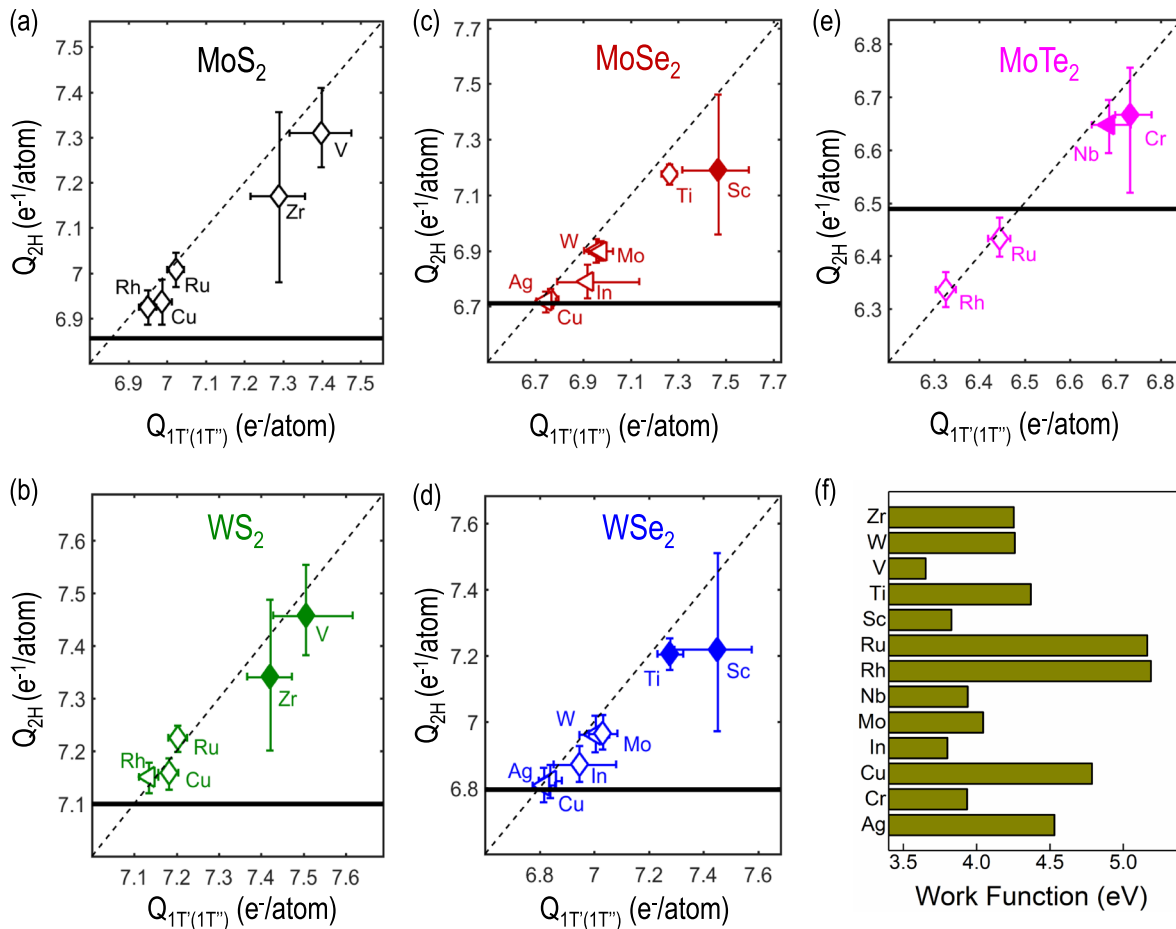 (a)
MoS2
7.5
7.4
7.3
7.2
7.1
7
6.9
Q2H (e-1/atom)
V
Zr
Rh
Ru
Cu
6.9 7 7.1 7.2 7.3 7.4 7.5
Q1T'(1T'') (e-/atom)
(c)
MoSe2
7.7
7.5
7.3
7.1
6.9
6.7
Q2H (e-1/atom)
Ti
Sc
W
Mo
Ag
In
Cu
6.7 6.9 7.1 7.3 7.5 7.7
Q1T'(1T'') (e-/atom)
(e)
MoTe2
6.8
6.7
6.6
6.5
6.4
6.3
Q2H (e-1/atom)
Nb
Cr
Ru
Rh
6.3 6.4 6.5 6.6 6.7 6.8
Q1T'(1T'') (e-/atom)
(b)
WS2
7.6
7.5
7.4
7.3
7.2
7.1
Q2H (e-1/atom)
V
Zr
Ru
Rh
Cu
7.1 7.2 7.3 7.4 7.5 7.6
Q1T'(1T'') (e-/atom)
(d)
WSe2
7.6
7.4
7.2
7
6.8
Q2H (e-1/atom)
Ti
Sc
W
Mo
Ag
In
Cu
6.8 7 7.2 7.4 7.6
Q1T'(1T'') (e-/atom)
(f)
Zr
W
V
Ti
Sc
Ru
Rh
Nb
Mo
In
Cu
Cr
Ag
3.5 4.0 4.5 5.0
Work Function (eV)